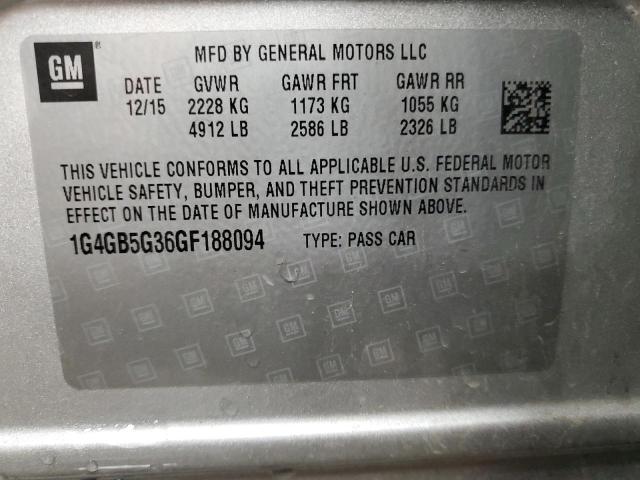 GM®
MFD BY GENERAL MOTORS LLC
DATE GVWR GAWR FRT GAWR RR
12/15 2228 KG 1173 KG 1055 KG
4912 LB 2586 LB 2326 LB
THIS VEHICLE CONFORMS TO ALL APPLICABLE U.S. FEDERAL MOTOR
VEHICLE SAFETY, BUMPER, AND THEFT PREVENTION STANDARDS IN
EFFECT ON THE DATE OF MANUFACTURE SHOWN ABOVE.
1G4GB5G36GF188094 TYPE: PASS CAR